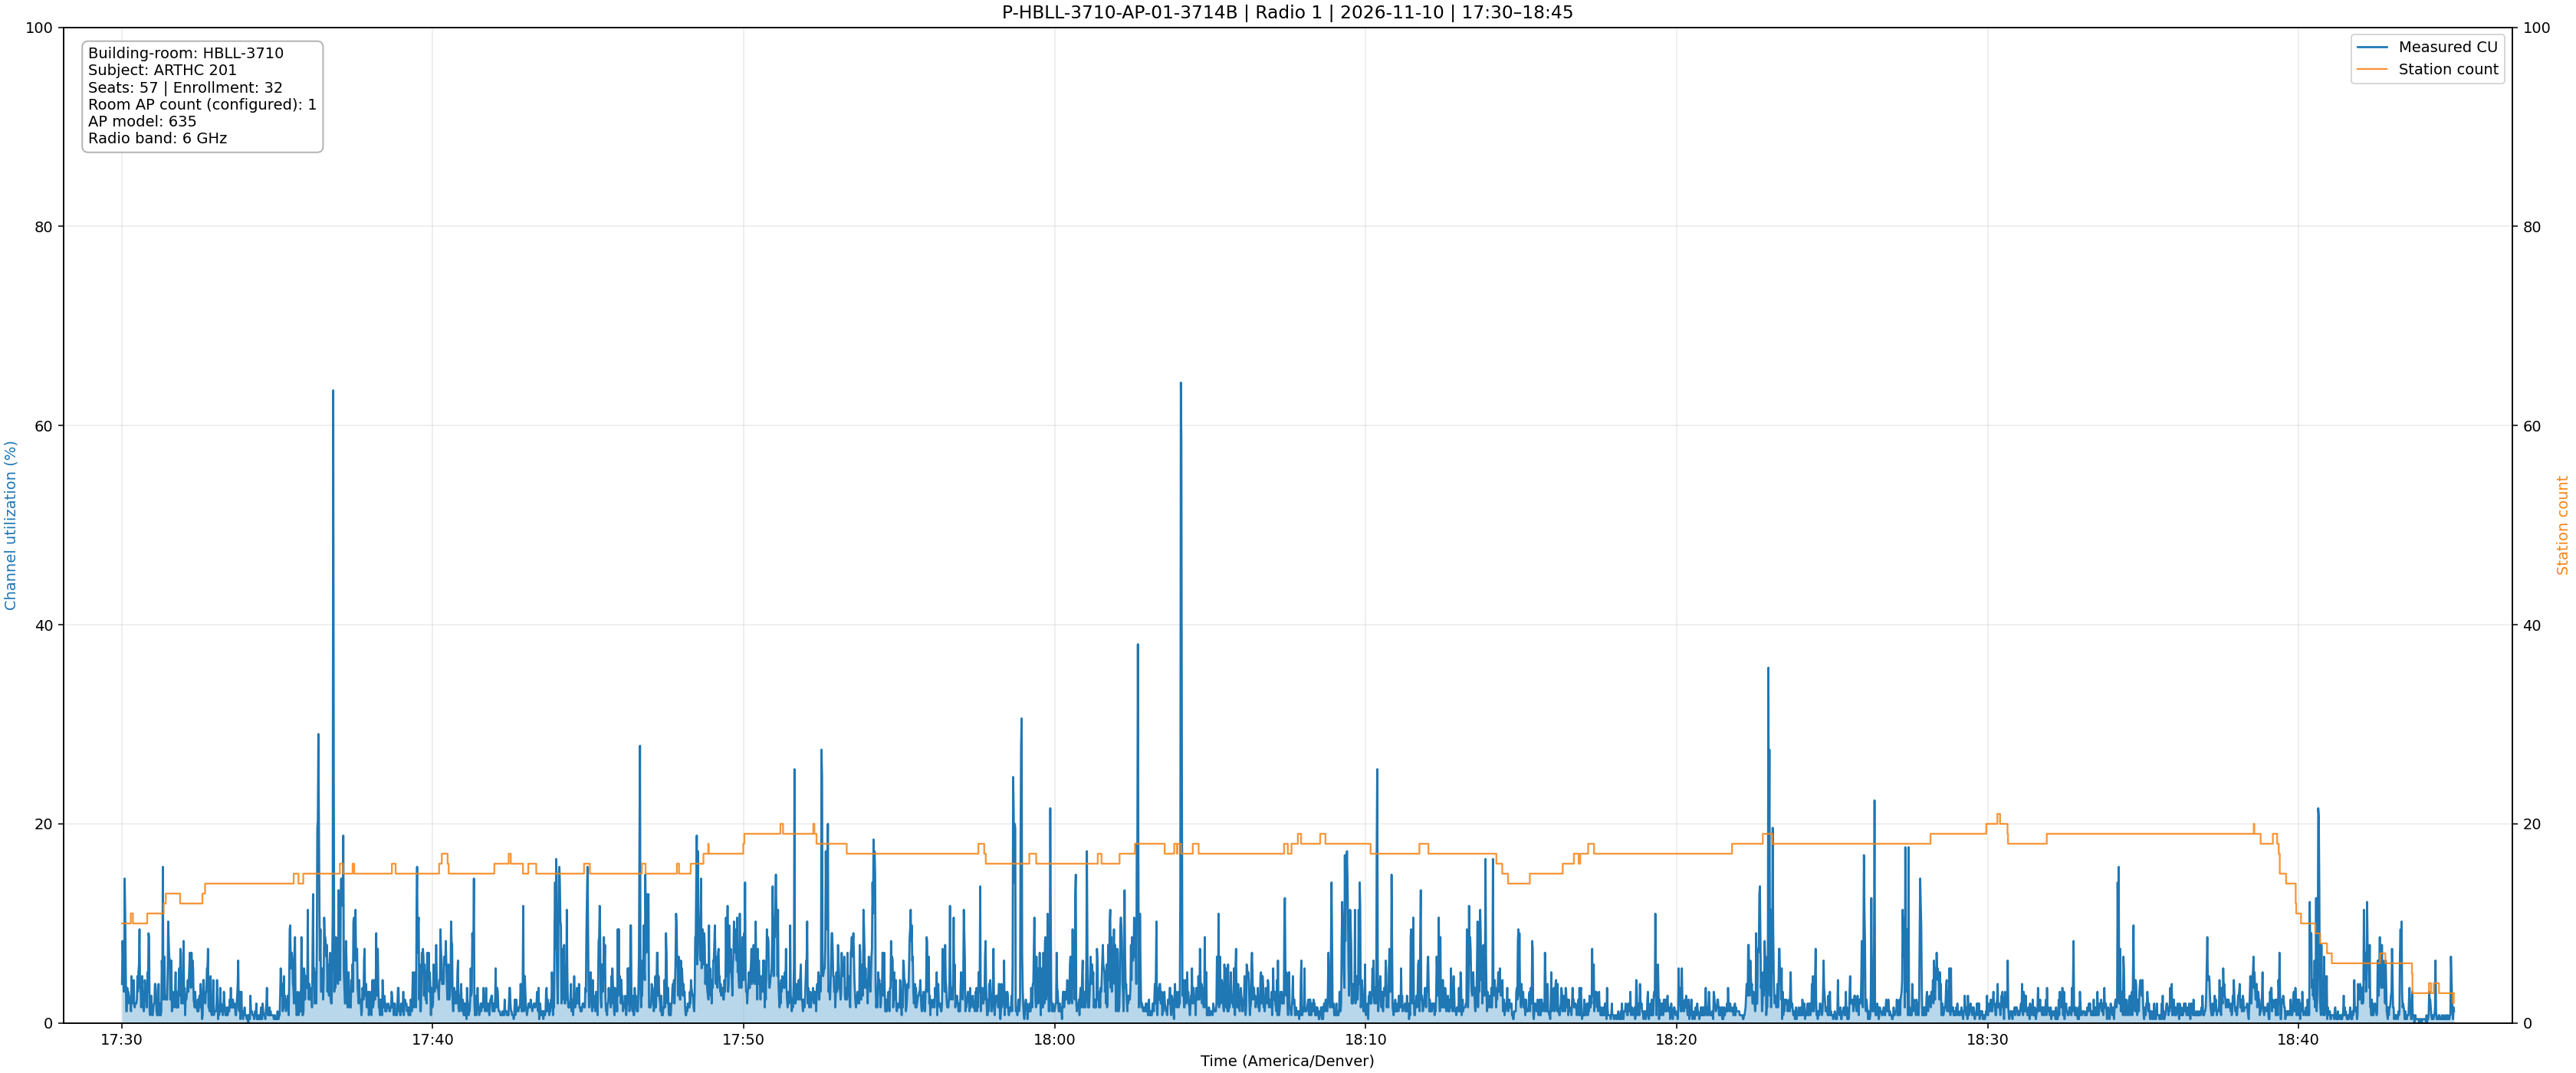 P-HBLL-3710-AP-01-3714B | Radio 1 | 2026-11-10 | 17:30–18:45
Building-room: HBLL-3710
Subject: ARTHC 201
Seats: 57 | Enrollment: 32
Room AP count (configured): 1
AP model: 635
Radio band: 6 GHz
Measured CU
Station count
100
80
60
40
20
0
Channel utilization (%)
100
80
60
40
20
0
Station count
17:30 17:40 17:50 18:00 18:10 18:20 18:30 18:40
Time (America/Denver)